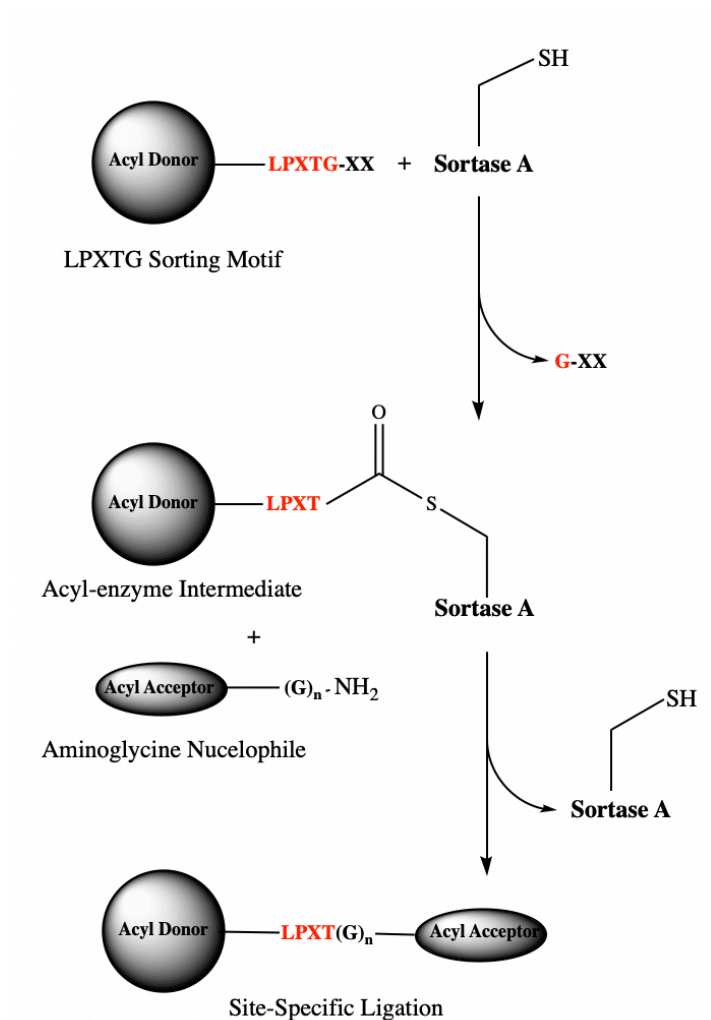 SH
Acyl Donor
LPXTG-XX + Sortase A
LPXTG Sorting Motif
G-XX
O
Acyl Donor
LPXT
S
Acyl-enzyme Intermediate
Sortase A
+
Acyl Acceptor
(G)n-NH2
SH
Aminoglycine Nucelophile
Sortase A
Acyl Donor
LPXT(G)n
Acyl Acceptor
Site-Specific Ligation